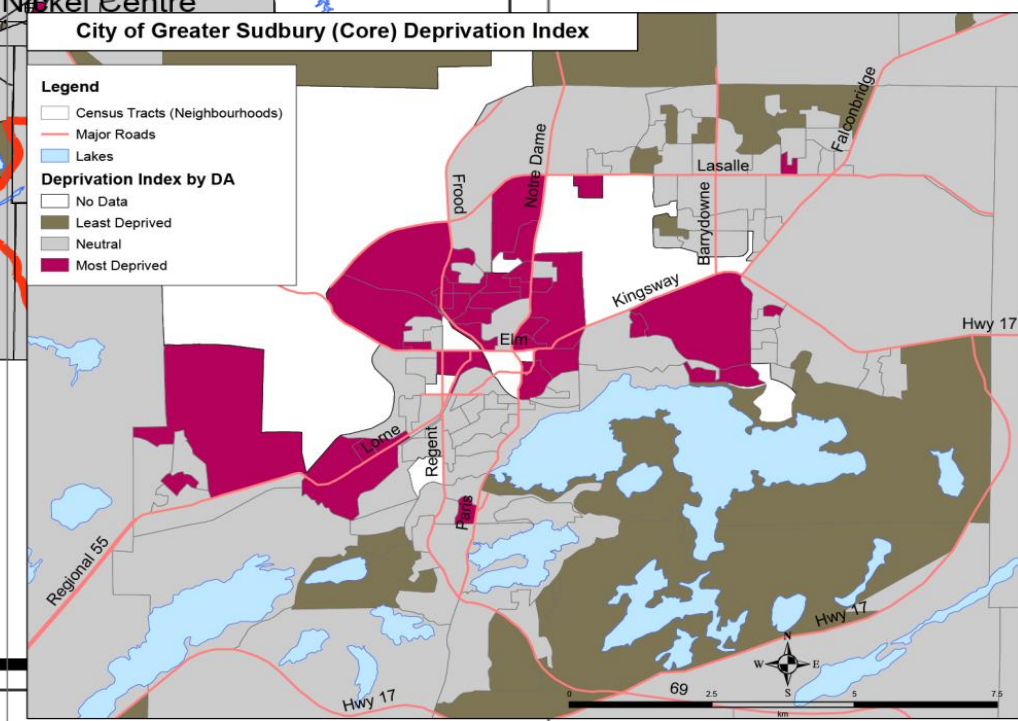 Nickel Centre
City of Greater Sudbury (Core) Deprivation Index
Legend
Census Tracts (Neighbourhoods)
Major Roads
Lakes
Deprivation Index by DA
No Data
Least Deprived
Neutral
Most Deprived
Falconbridge
Notre Dame
Lasalle
Frood
Barrydowne
Kingsway
Hwy 17
Elm
Lorne
Regent
Paris
Regional 55
Hwy 17
N
W E
S
69
Hwy 17
0 2.5 5 7.5
km